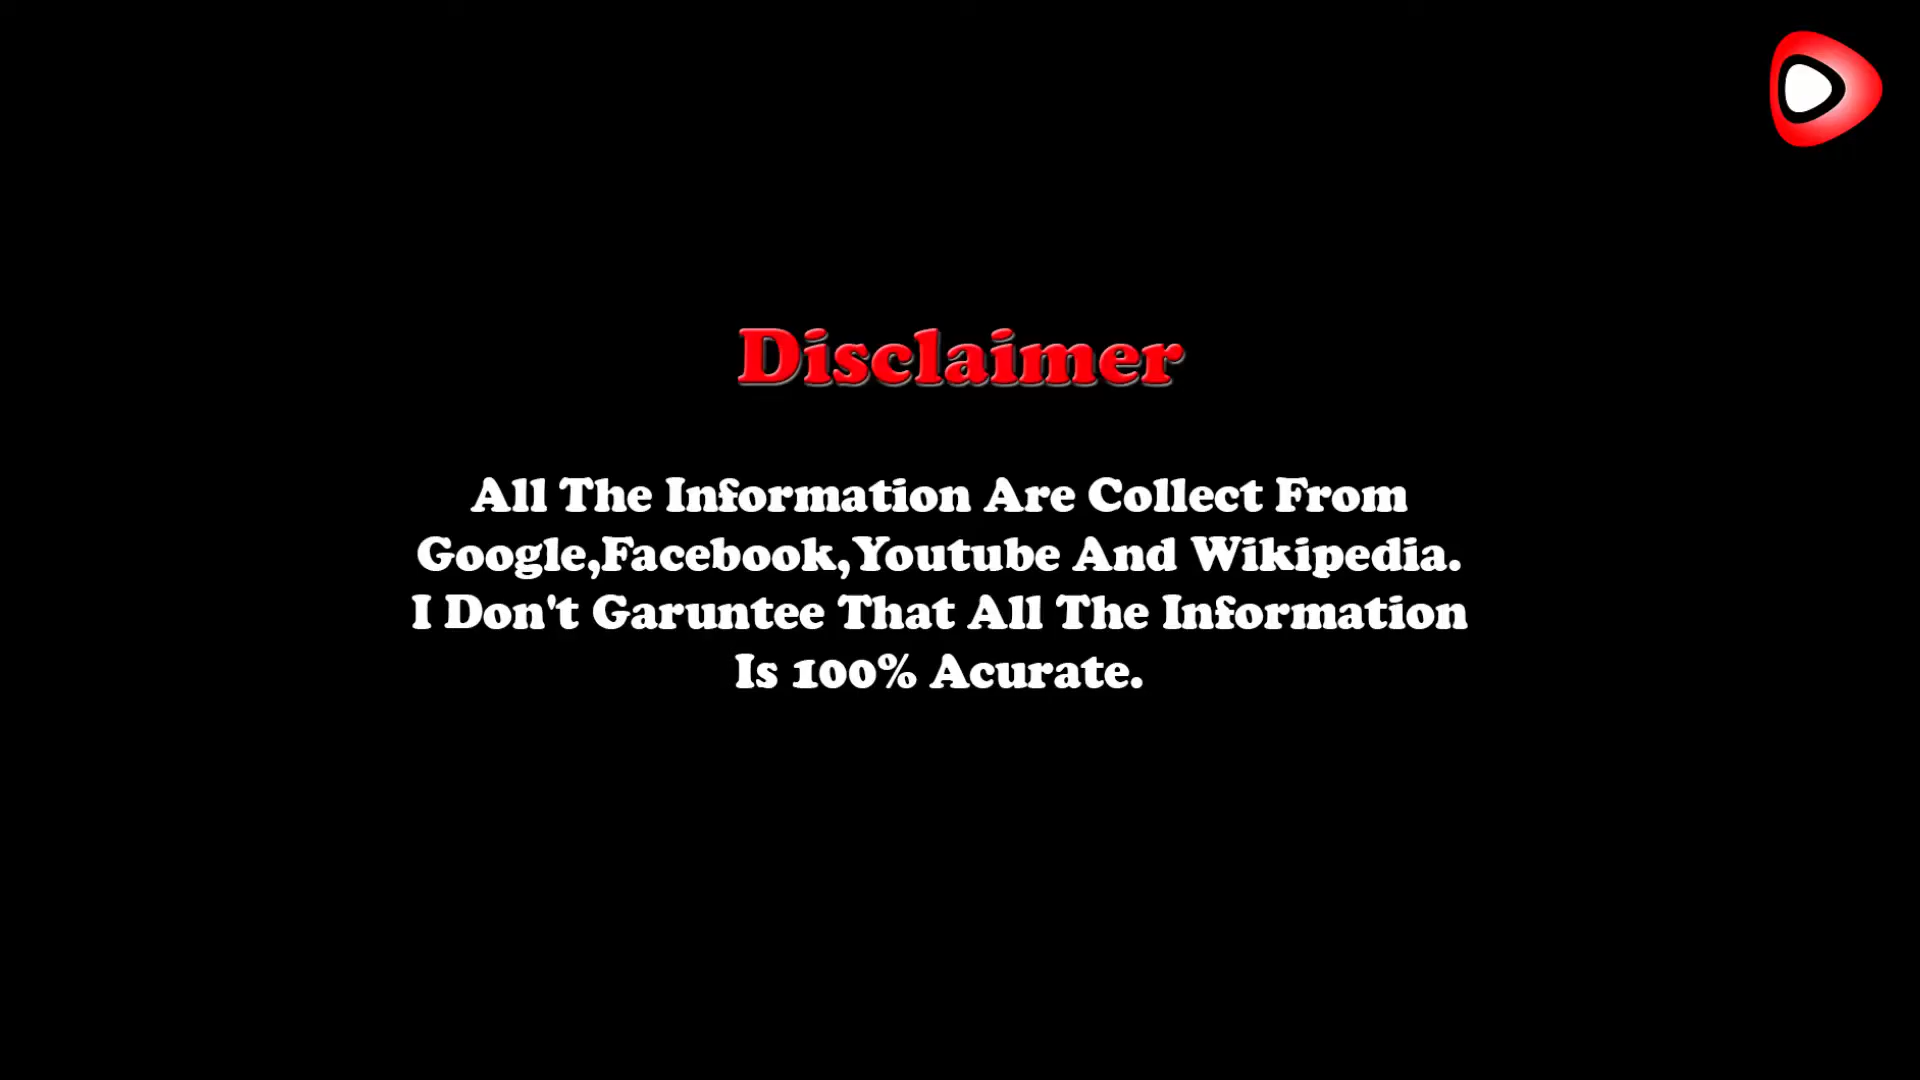 Disclaimer
All The Information Are Collect From
Google,Facebook,Youtube And Wikipedia.
I Don't Garuntee That All The Information
Is 100% Acurate.